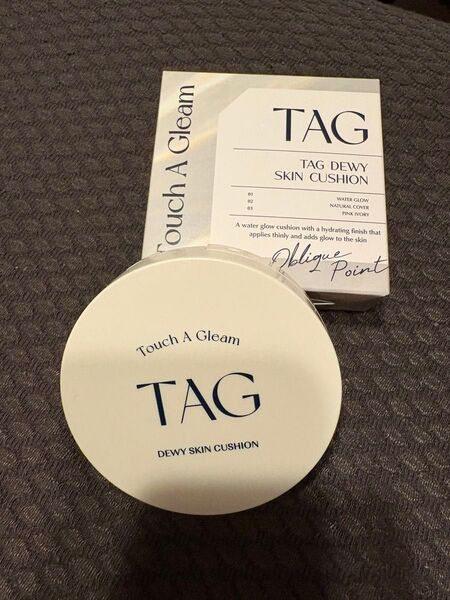 Touch A Gleam
TAG
TAG DEWY
SKIN CUSHION
01 WATER GLOW
02 NATURAL COVER
03 PINK IVORY
A water glow cushion with a hydrating finish that
applies thinly and adds glow to the skin
Oblique
Point
Touch A Gleam
TAG
DEWY SKIN CUSHION